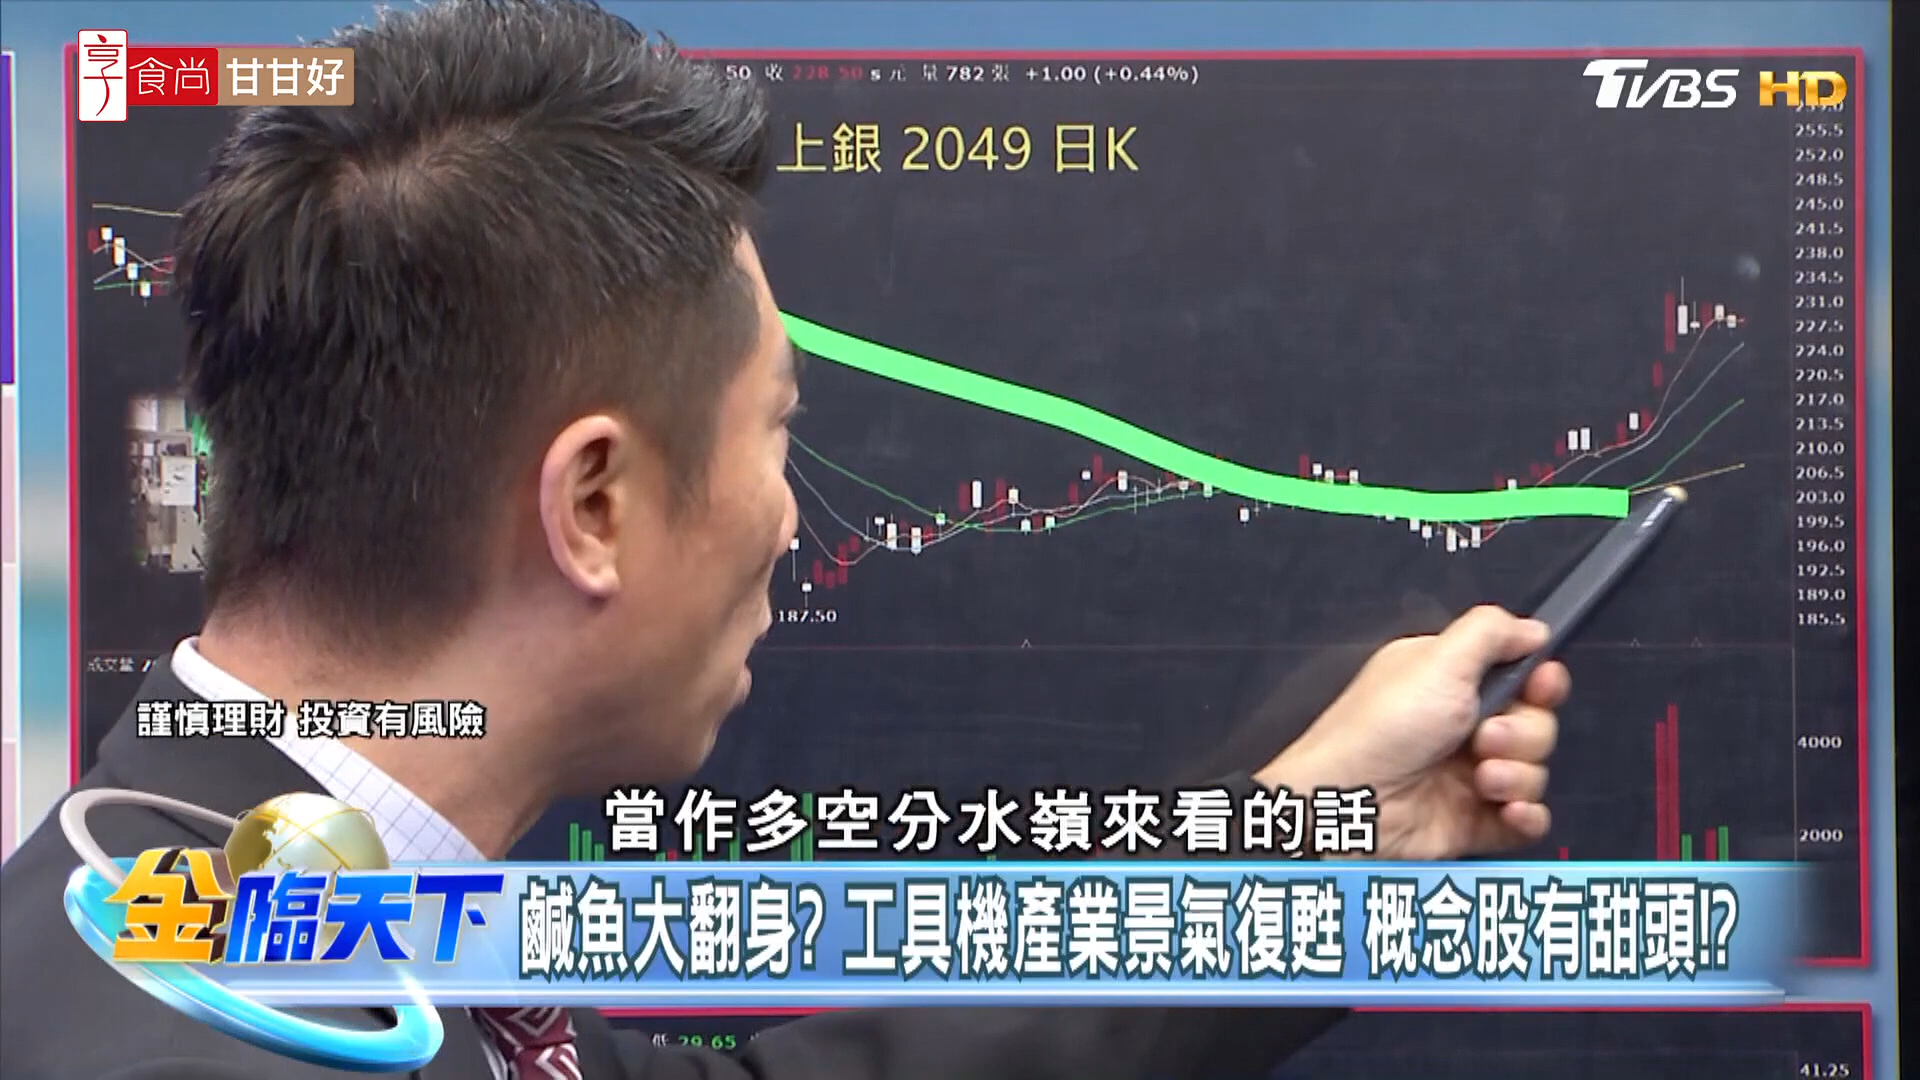 享 食尚 甘甘好
TVBS HD
50 收 228.50 s 元 量 782 張 +1.00 (+0.44%)
上銀 2049 日K
255.5
252.0
248.5
245.0
241.5
238.0
234.5
231.0
227.5
224.0
220.5
217.0
213.5
210.0
206.5
203.0
199.5
196.0
192.5
189.0
185.5
187.50
成交量
4000
2000
謹慎理財 投資有風險
當作多空分水嶺來看的話
金臨天下
鹹魚大翻身? 工具機產業景氣復甦 概念股有甜頭!?
低 29.65
41.25